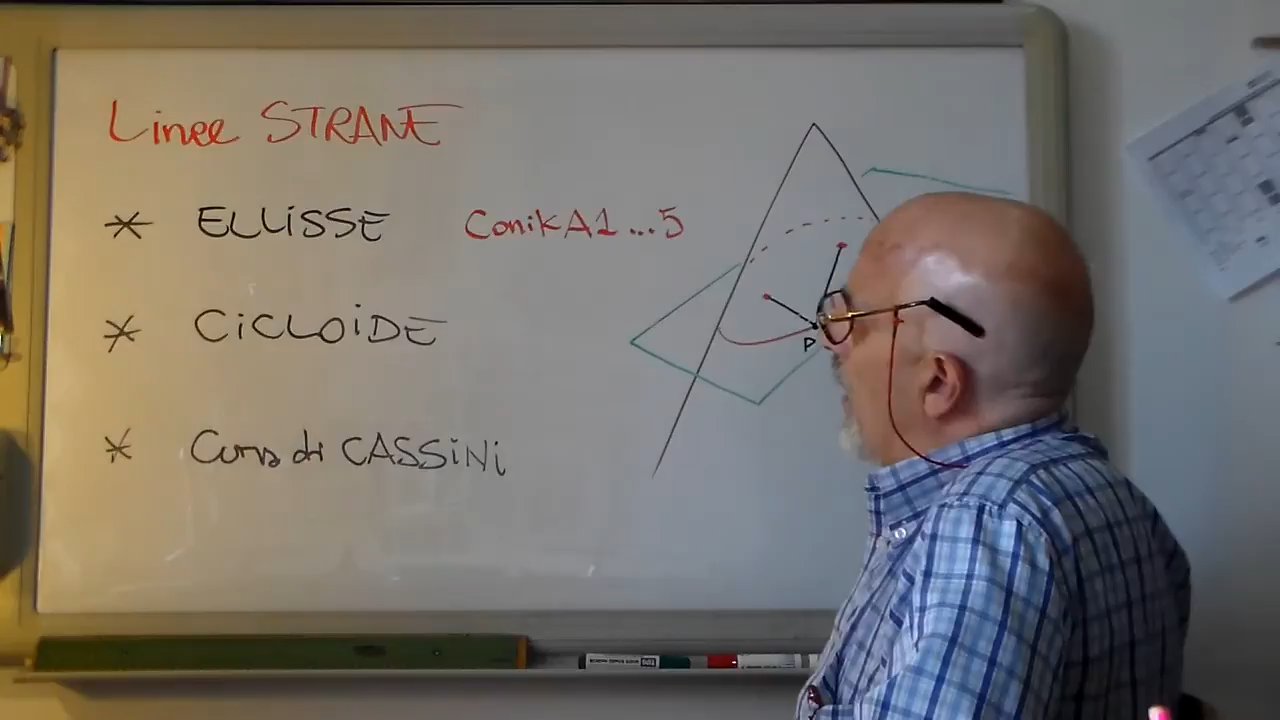 Linee STRANE
* ELLiSSE ConikA1...5
* CiCLOiDE
* Curva di CASSiNi
P